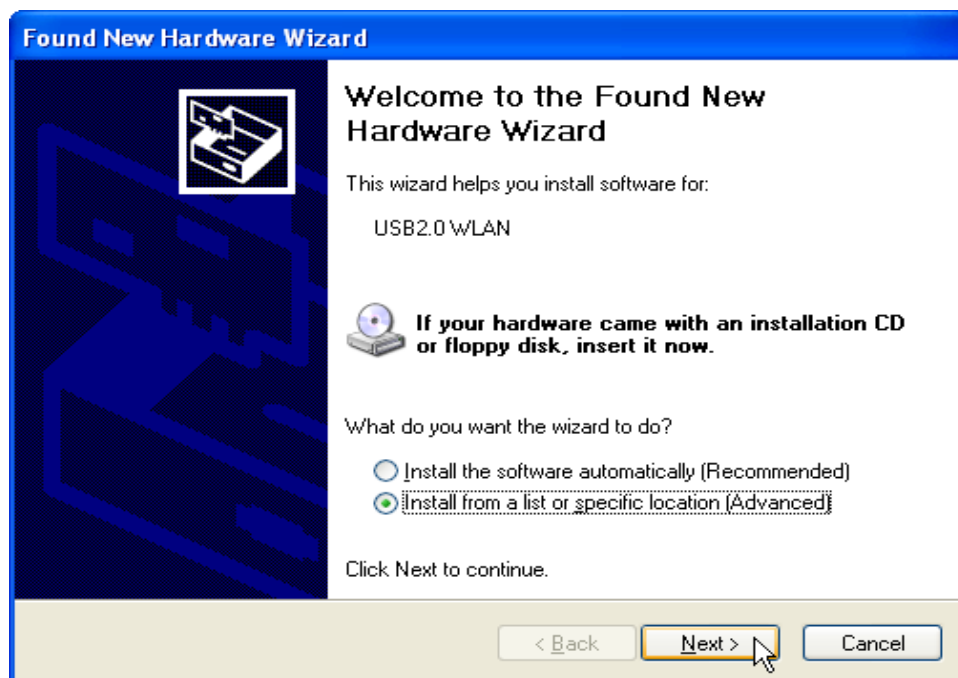 Found New Hardware Wizard
Welcome to the Found New
Hardware Wizard
This wizard helps you install software for:
USB2.0 WLAN
If your hardware came with an installation CD
or floppy disk, insert it now.
What do you want the wizard to do?
Install the software automatically (Recommended)
Install from a list or specific location (Advanced)
Click Next to continue.
< Back Next > Cancel